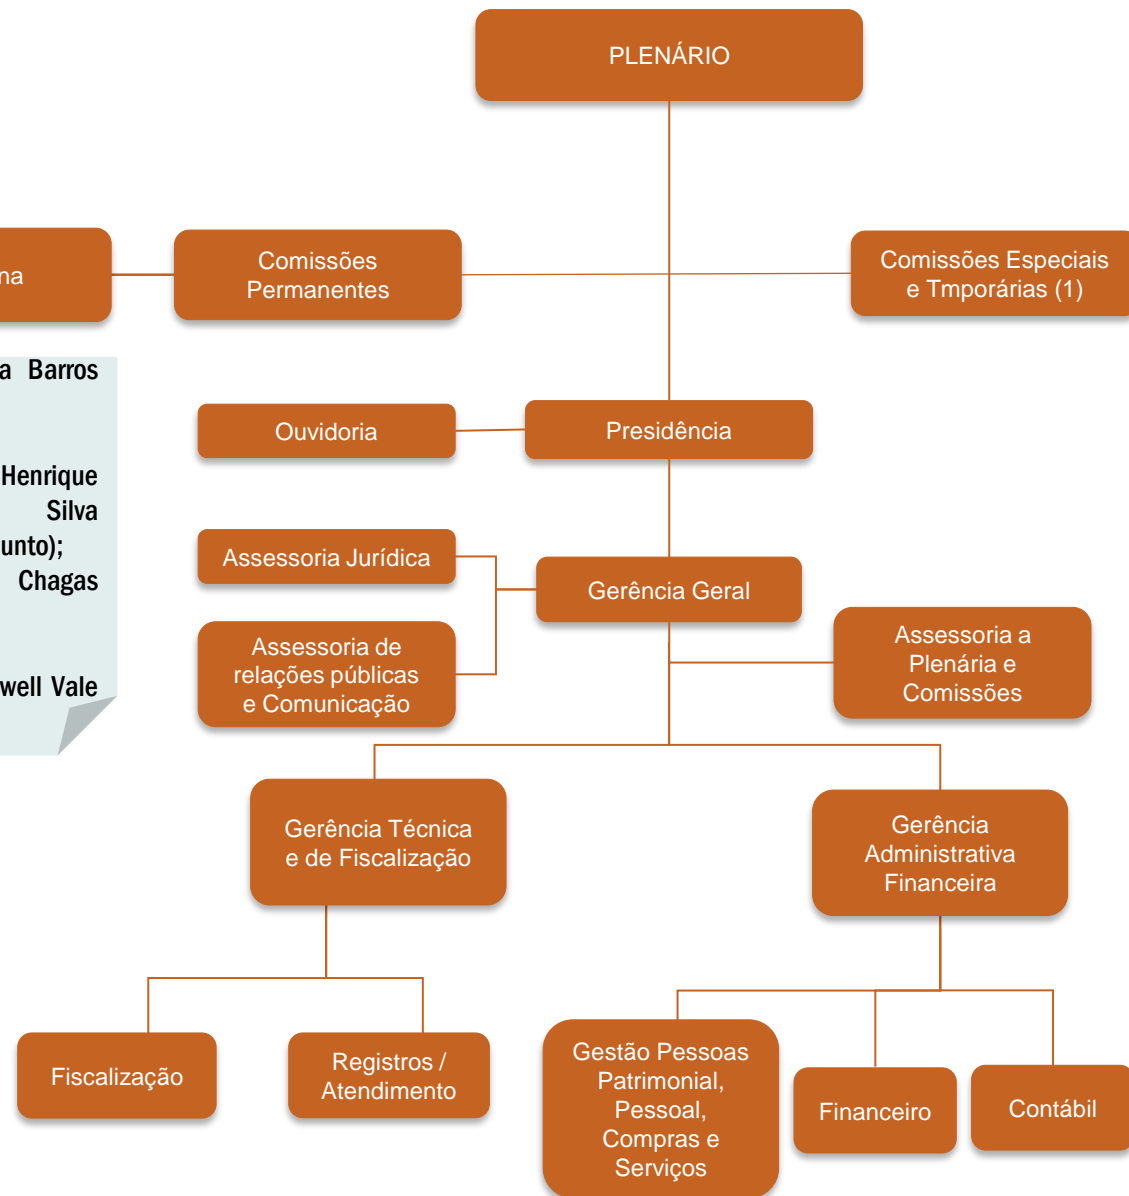 PLENÁRIO
na
Comissões
Permanentes
Comissões Especiais
e Tmporárias (1)
a Barros
Henrique
Silva
unto);
Chagas
well Vale
Ouvidoria
Presidência
Assessoria Jurídica
Gerência Geral
Assessoria de
relações públicas
e Comunicação
Assessoria a
Plenária e
Comissões
Gerência Técnica
e de Fiscalização
Gerência
Administrativa
Financeira
Fiscalização
Registros /
Atendimento
Gestão Pessoas
Patrimonial,
Pessoal,
Compras e
Serviços
Financeiro
Contábil